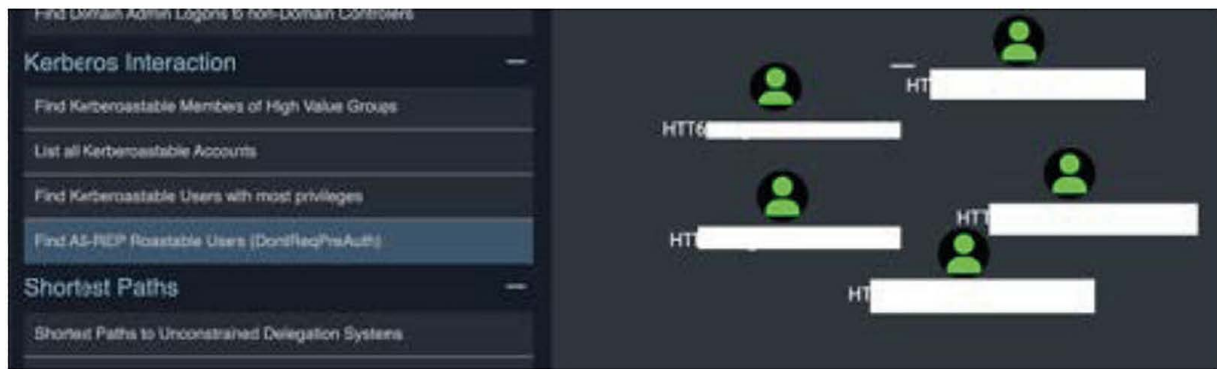 Find Domain Admin Logons to non-Domain Controllers
Kerberos Interaction
Find Kerberoastable Members of High Value Groups
List all Kerberoastable Accounts
Find Kerberoastable Users with most privileges
Find AS-REP Roastable Users (DontReqPreAuth)
Shortest Paths
Shortest Paths to Unconstrained Delegation Systems
HT
HTT6
HTT
HT
HT